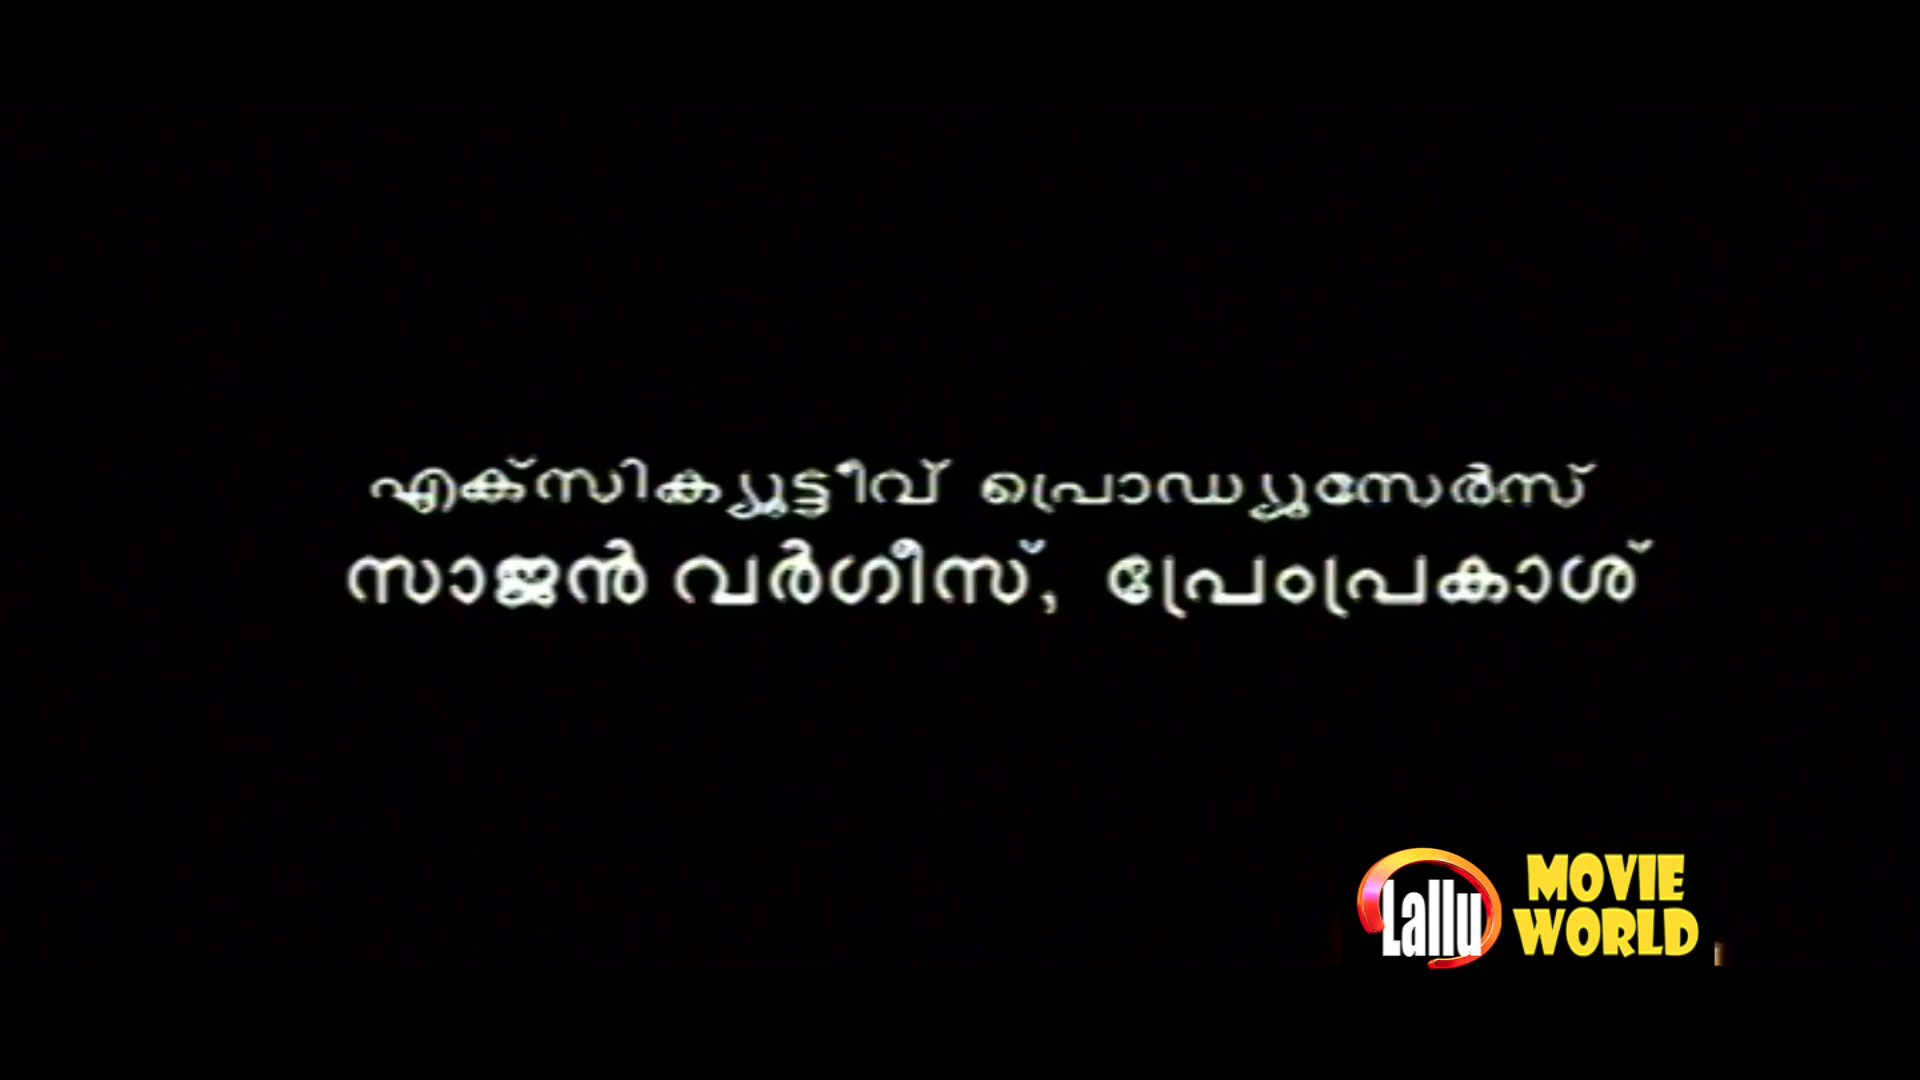 എക്സിക്യൂട്ടീവ് പ്രൊഡ്യൂസേർസ്
സാജൻ വർഗീസ്, പ്രേംപ്രകാശ്
Lallu
MOVIE
WORLD